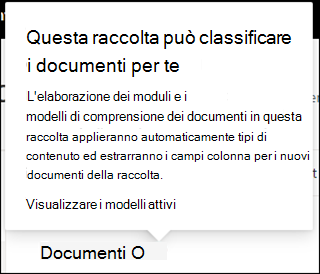 Questa raccolta può classificare
i documenti per te
L'elaborazione dei moduli e i
modelli di comprensione dei documenti in questa
raccolta applieranno automaticamente tipi di
contenuto ed estrarranno i campi colonna per i nuovi
documenti della raccolta.
Visualizzare i modelli attivi
Documenti O